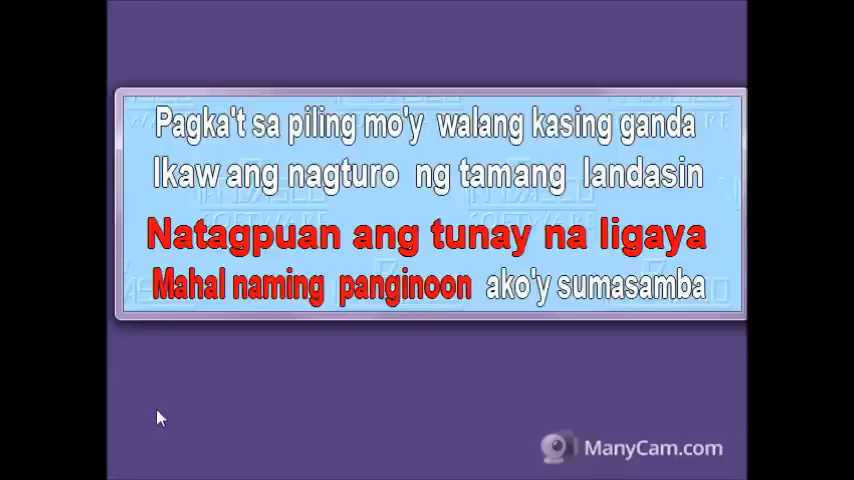 Pagka't sa piling mo'y walang kasing ganda
Ikaw ang nagturo ng tamang landasin
Natagpuan ang tunay na ligaya
Mahal naming panginoon ako'y sumasamba
ManyCam.com